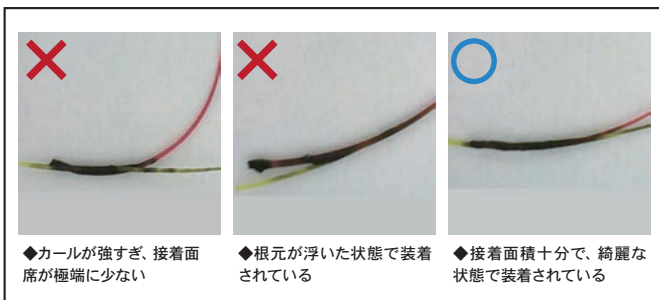 ◆カールが強すぎ、接着面
席が極端に少ない
◆根元が浮いた状態で装着
されている
◆接着面積十分で、綺麗な
状態で装着されている